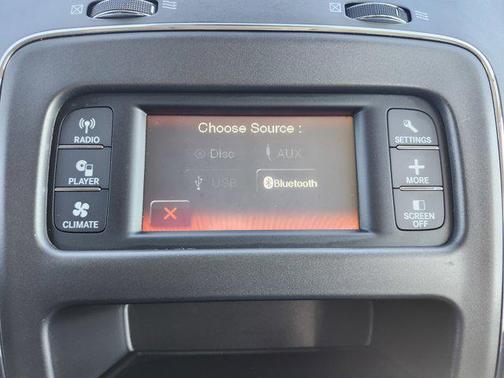 Choose Source :
RADIO
Disc
AUX
SETTINGS
PLAYER
USB
Bluetooth
MORE
CLIMATE
SCREEN
OFF